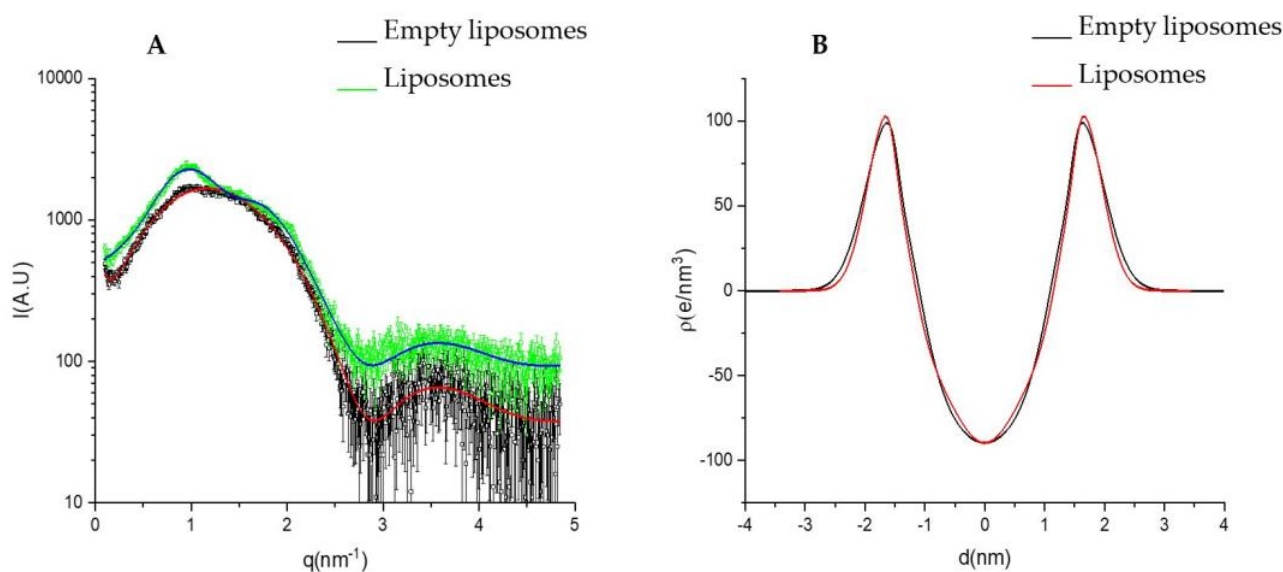 A
Empty liposomes
Liposomes
10000
1000
100
10
I(A.U)
0 1 2 3 4 5
q(nm⁻¹)
B
Empty liposomes
Liposomes
100
50
0
-50
-100
ρ(e/nm³)
-4 -3 -2 -1 0 1 2 3 4
d(nm)